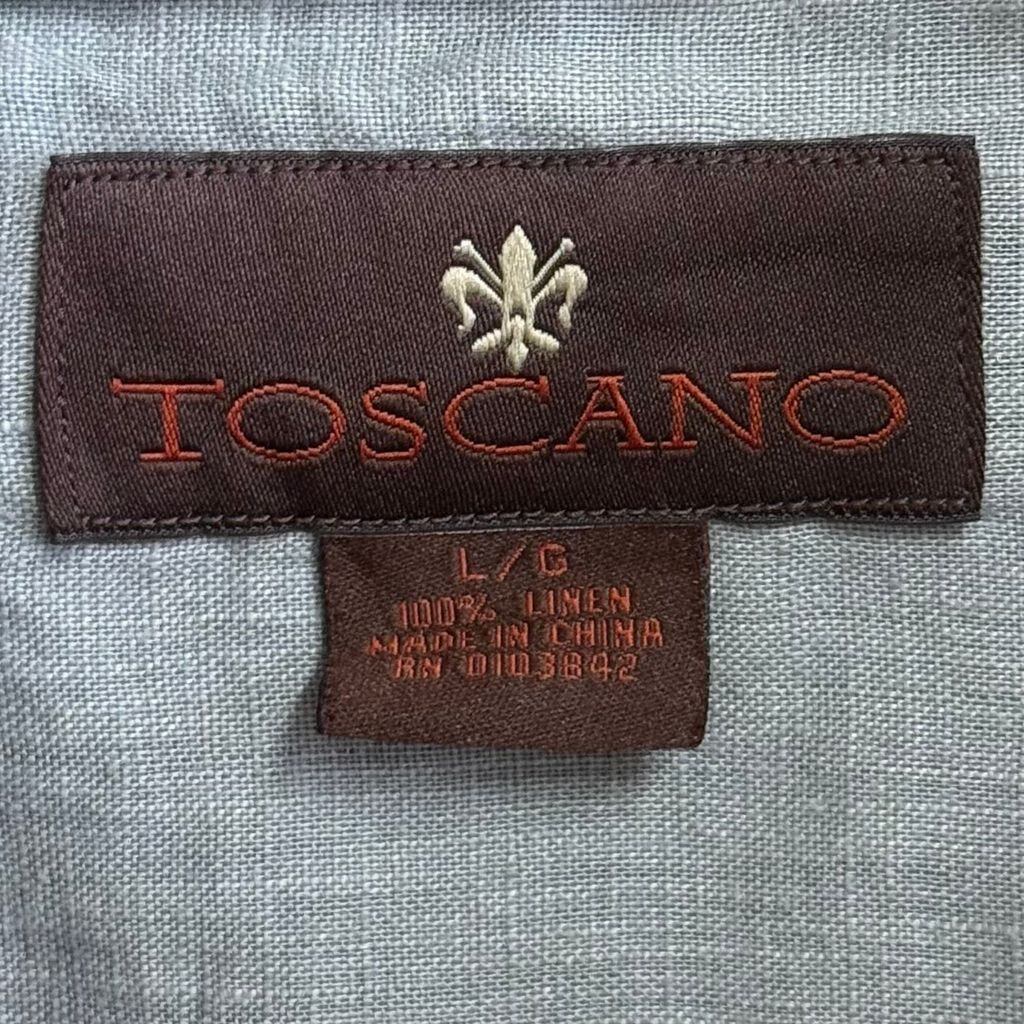 TOSCANO
L/G
100% LINEN
MADE IN CHINA
RN 0103842